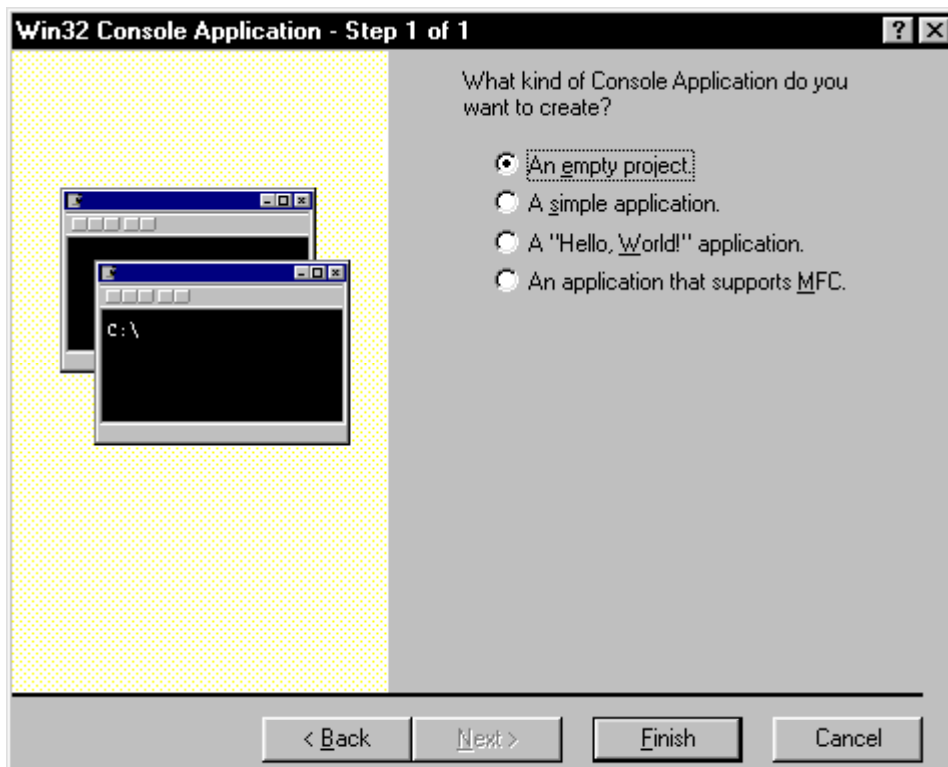 Win32 Console Application - Step 1 of 1
What kind of Console Application do you
want to create?
An empty project.
A simple application.
A "Hello, World!" application.
An application that supports MFC.
C:\
< Back
Next >
Finish
Cancel